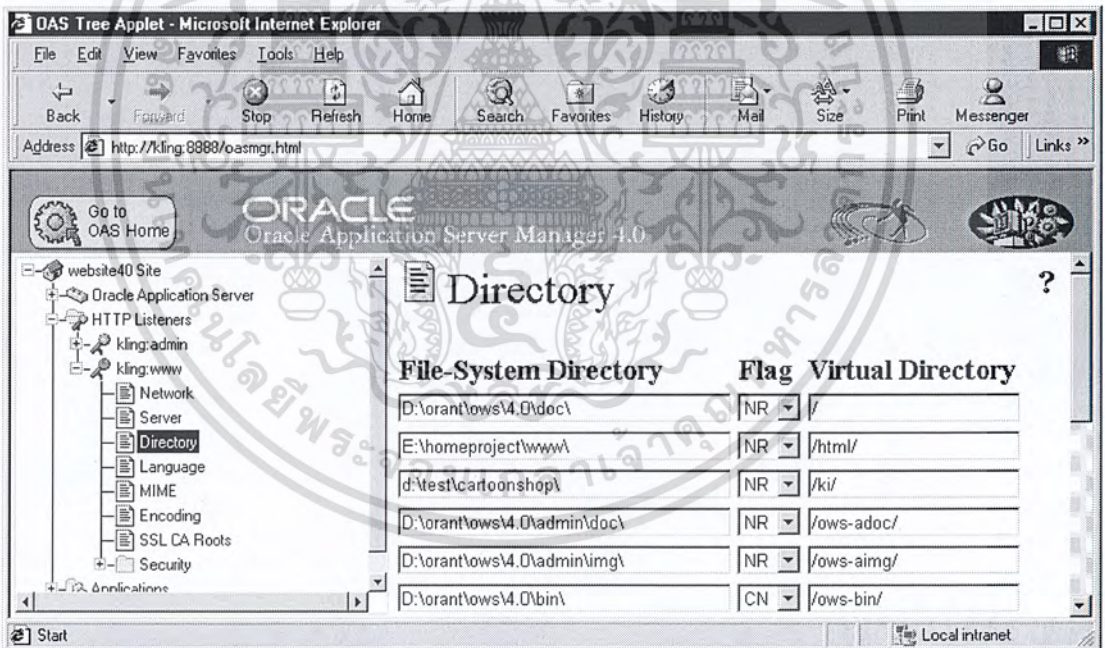 OAS Tree Applet - Microsoft Internet Explorer
File Edit View Favorites Tools Help
Back Forward Stop Refresh Home Search Favorites History Mail Size Print Messenger
Address http://kling:8888/oasmgr.html Go Links »
Go to
OAS Home
ORACLE
Oracle Application Server Manager 4.0
website40 Site
Oracle Application Server
HTTP Listeners
kling:admin
kling:www
Network
Server
Directory
Language
MIME
Encoding
SSL CA Roots
Security
Applications
Directory ?
File-System Directory Flag Virtual Directory
D:\orant\ows\4.0\doc\ NR /
E:\homeproject\www\ NR /html/
d:\test\cartoonshop\ NR /ki/
D:\orant\ows\4.0\admin\doc\ NR /ows-adoc/
D:\orant\ows\4.0\admin\img\ NR /ows-aimg/
D:\orant\ows\4.0\bin\ CN /ows-bin/
Start Local intranet